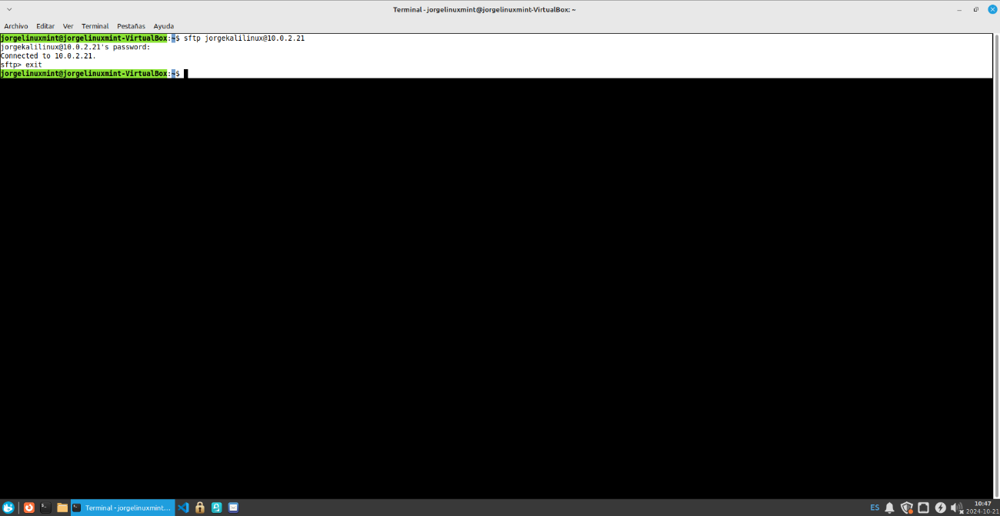 Terminal - jorgelinuxmint@jorgelinuxmint-VirtualBox: ~
Archivo Editar Ver Terminal Pestañas Ayuda
jorgelinuxmint@jorgelinuxmint-VirtualBox:~$ sftp jorgekalilinux@10.0.2.21
jorgekalilinux@10.0.2.21's password:
Connected to 10.0.2.21.
sftp> exit
jorgelinuxmint@jorgelinuxmint-VirtualBox:~$
Terminal - jorgelinuxmint...
ES
10:47
2024-10-21